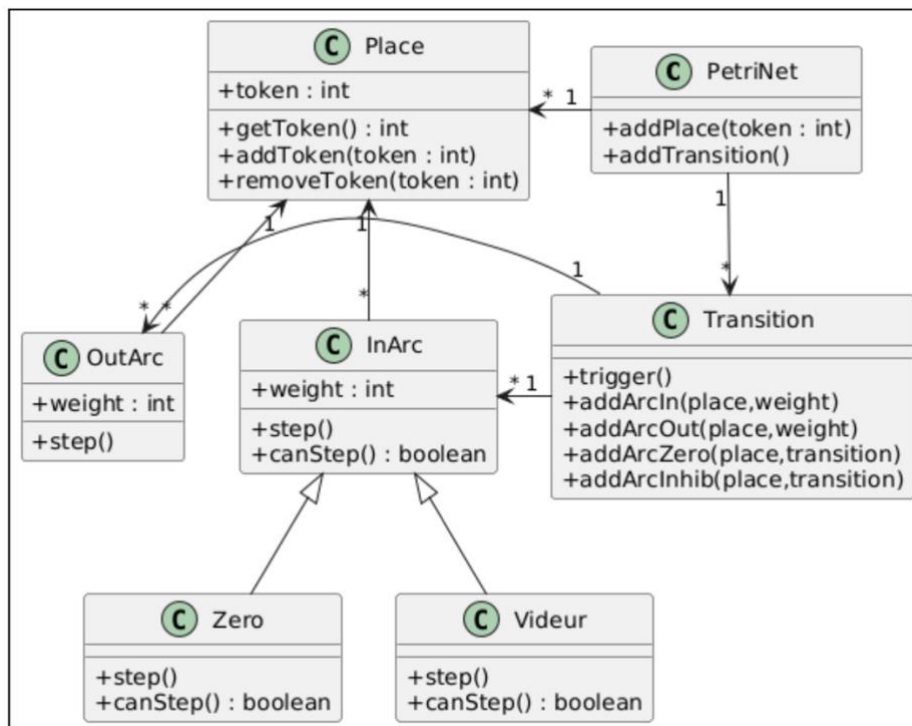 C Place
+token : int
+getToken() : int
+addToken(token : int)
+removeToken(token : int)
C PetriNet
+addPlace(token : int)
+addTransition()
* 1
1
*
1
1
1
* *
*
C OutArc
+weight : int
+step()
C InArc
+weight : int
+step()
+canStep() : boolean
* 1
C Transition
+trigger()
+addArcIn(place,weight)
+addArcOut(place,weight)
+addArcZero(place,transition)
+addArcInhib(place,transition)
C Zero
+step()
+canStep() : boolean
C Videur
+step()
+canStep() : boolean